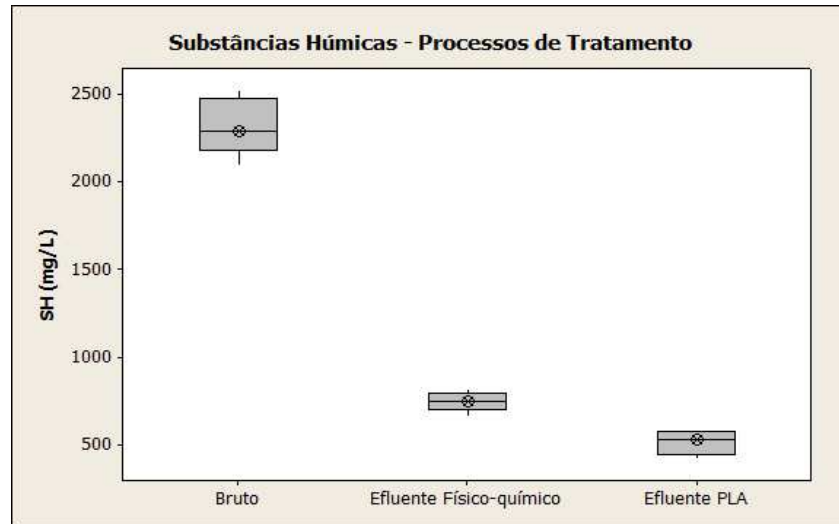 Substâncias Húmicas - Processos de Tratamento
SH (mg/L)
2500
2000
1500
1000
500
Bruto
Efluente Físico-químico
Efluente PLA